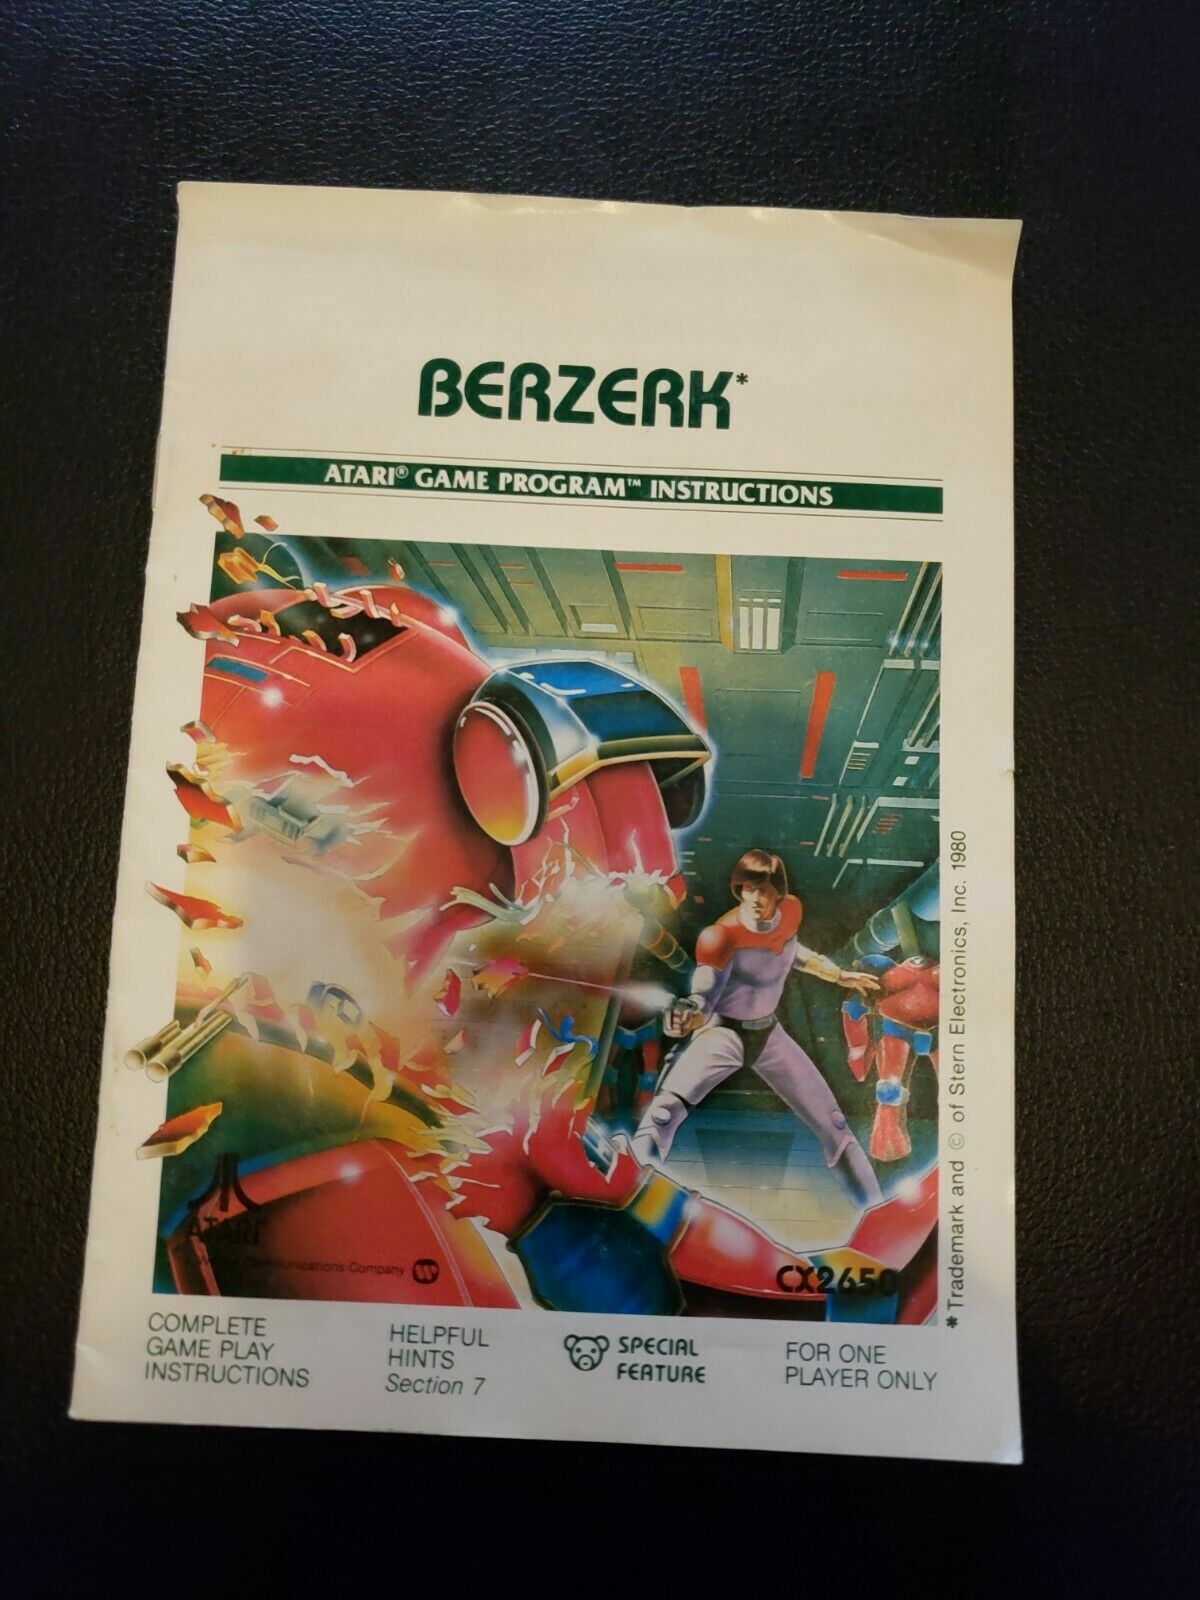 BERZERK*
ATARI® GAME PROGRAM™ INSTRUCTIONS
*Trademark and © of Stern Electronics, Inc. 1980
ATARI
Communications Company
CX2650
COMPLETE
GAME PLAY
INSTRUCTIONS
HELPFUL
HINTS
Section 7
SPECIAL
FEATURE
FOR ONE
PLAYER ONLY